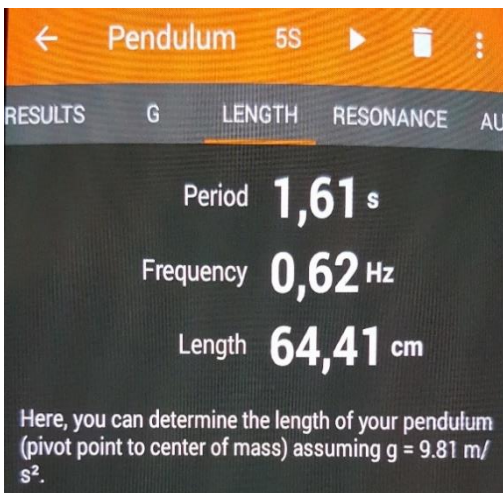 Pendulum 5S
RESULTS G LENGTH RESONANCE AU
Period 1,61 s
Frequency 0,62 Hz
Length 64,41 cm
Here, you can determine the length of your pendulum
(pivot point to center of mass) assuming g = 9.81 m/
s².